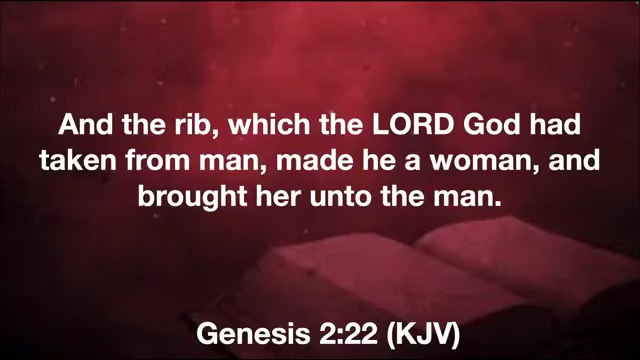 And the rib, which the LORD God had
taken from man, made he a woman, and
brought her unto the man.
Genesis 2:22 (KJV)